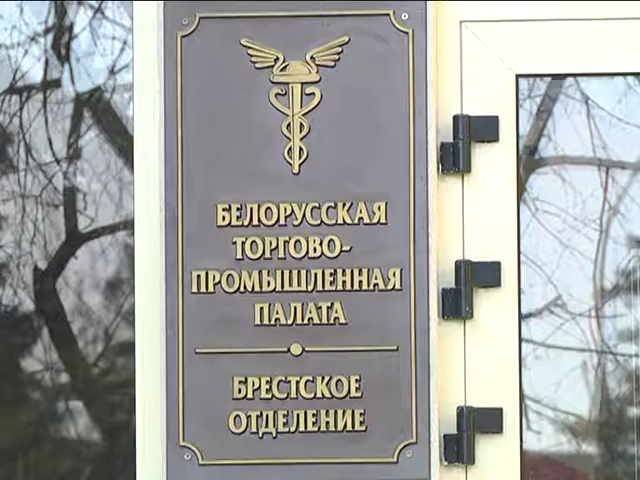 БЕЛОРУССКАЯ
ТОРГОВО-
ПРОМЫШЛЕННАЯ
ПАЛАТА
БРЕСТСКОЕ
ОТДЕЛЕНИЕ